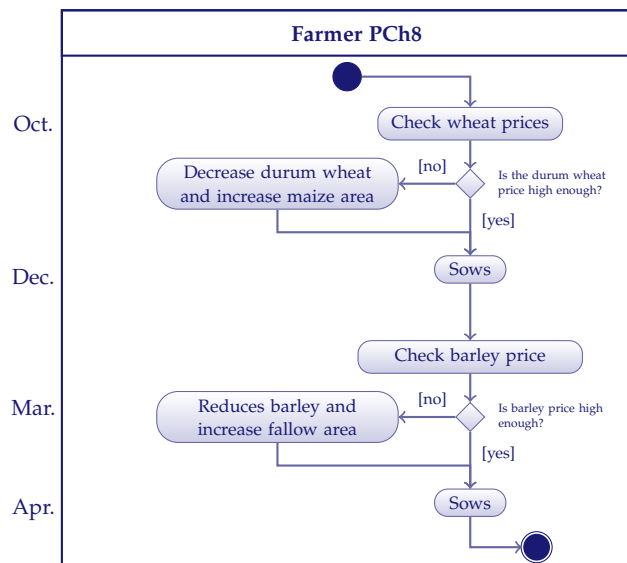 Farmer PCh8
Oct.
Check wheat prices
Decrease durum wheat
and increase maize area
[no]
Is the durum wheat
price high enough?
[yes]
Dec.
Sows
Check barley price
Mar.
Reduces barley and
increase fallow area
[no]
Is barley price high
enough?
[yes]
Apr.
Sows